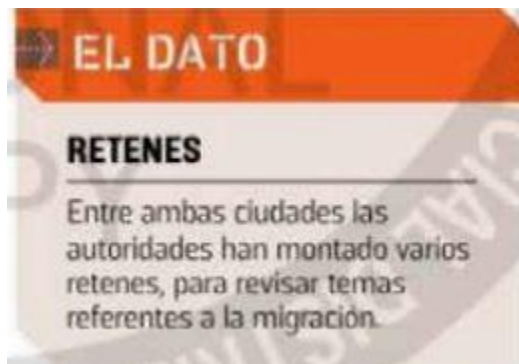 EL DATO
RETENES
Entre ambas ciudades las
autoridades han montado varios
retenes, para revisar temas
referentes a la migración.